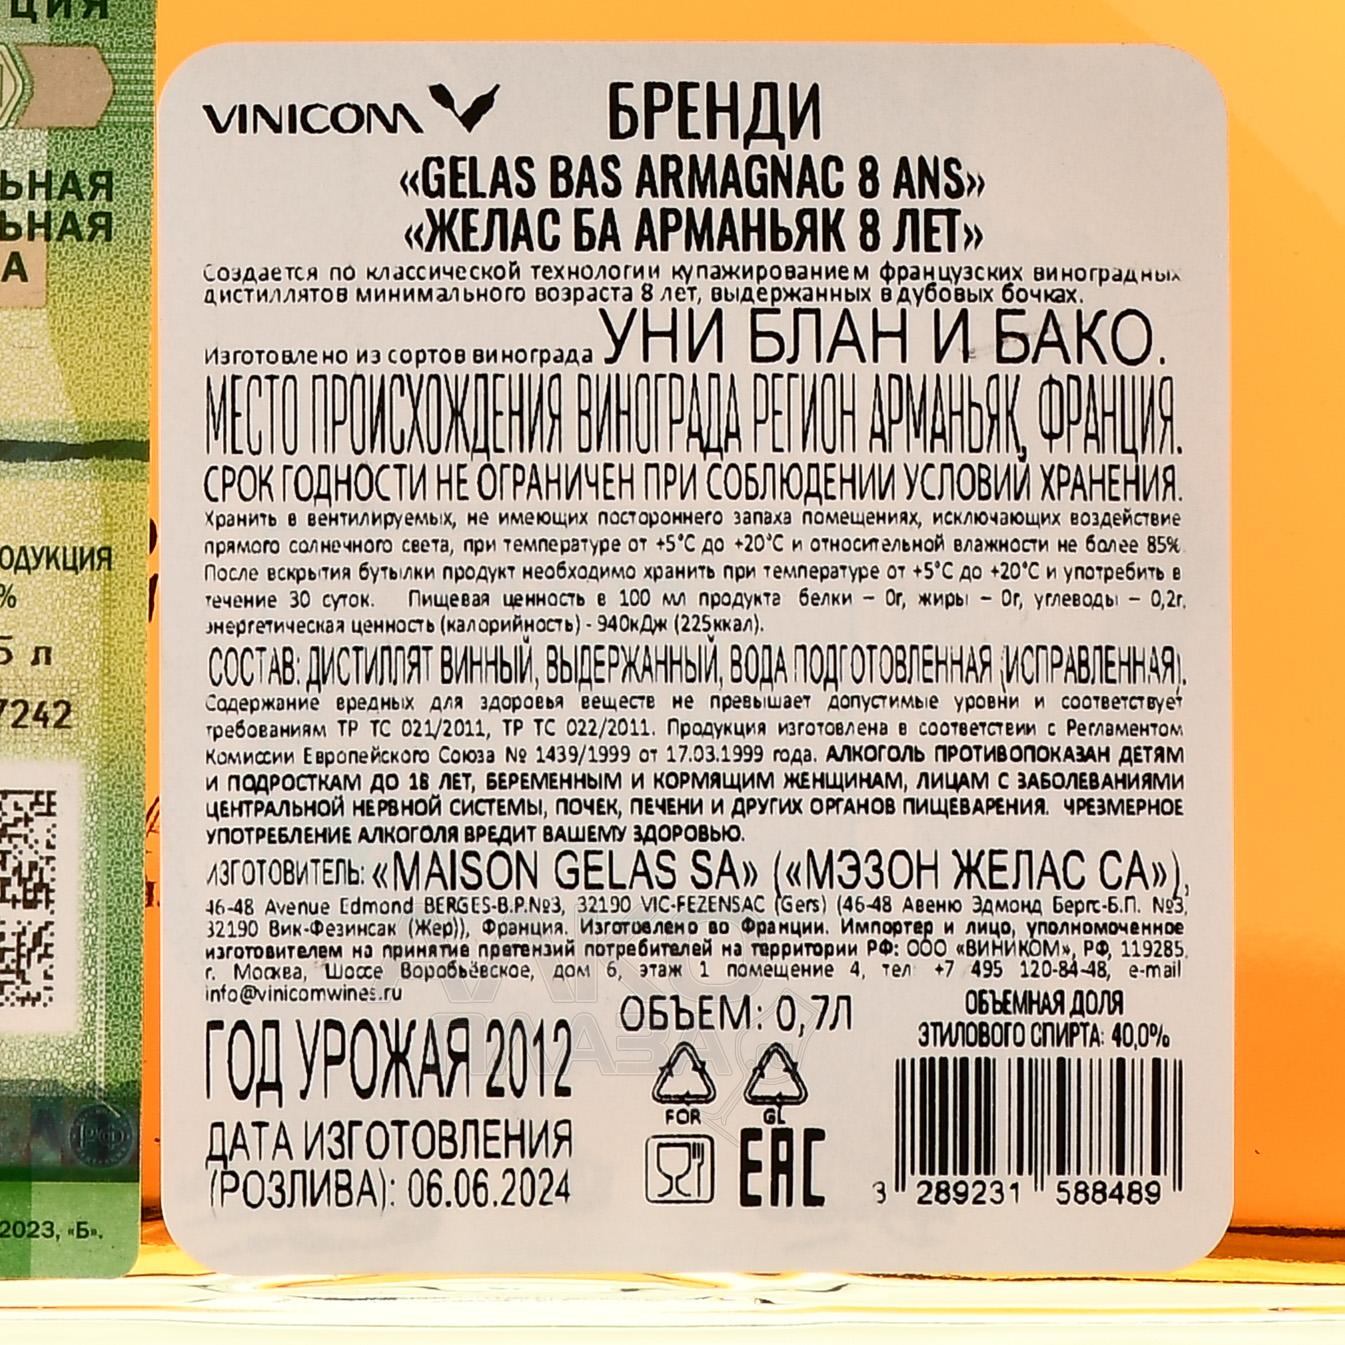 ЦИЯ
ЬНАЯ
ЬНАЯ
А
ОДУКЦИЯ
%
5 л
7242
2023, «Б».
VINICOM
БРЕНДИ
«GELAS BAS ARMAGNAC 8 ANS»
«ЖЕЛАС БА АРМАНЬЯК 8 ЛЕТ»
Создается по классической технологии купажированием французских виноградных
дистиллятов минимального возраста 8 лет, выдержанных в дубовых бочках.
Изготовлено из сортов винограда УНИ БЛАН И БАКО.
МЕСТО ПРОИСХОЖДЕНИЯ ВИНОГРАДА РЕГИОН АРМАНЬЯК, ФРАНЦИЯ.
СРОК ГОДНОСТИ НЕ ОГРАНИЧЕН ПРИ СОБЛЮДЕНИИ УСЛОВИЙ ХРАНЕНИЯ.
Хранить в вентилируемых, не имеющих постороннего запаха помещениях, исключающих воздействие
прямого солнечного света, при температуре от +5°С до +20°С и относительной влажности не более 85%
После вскрытия бутылки продукт необходимо хранить при температуре от +5°С до +20°С и употребить в
течение 30 суток. Пищевая ценность в 100 мл продукта белки – 0г, жиры – 0г, углеводы – 0,2г,
энергетическая ценность (калорийность) - 940кДж (225ккал).
СОСТАВ: ДИСТИЛЛЯТ ВИННЫЙ, ВЫДЕРЖАННЫЙ, ВОДА ПОДГОТОВЛЕННАЯ (ИСПРАВЛЕННАЯ).
Содержание вредных для здоровья веществ не превышает допустимые уровни и соответствует
требованиям ТР ТС 021/2011, ТР ТС 022/2011. Продукция изготовлена в соответствии с Регламентом
Комиссии Европейского Союза № 1439/1999 от 17.03.1999 года. АЛКОГОЛЬ ПРОТИВОПОКАЗАН ДЕТЯМ
И ПОДРОСТКАМ ДО 18 ЛЕТ, БЕРЕМЕННЫМ И КОРМЯЩИМ ЖЕНЩИНАМ, ЛИЦАМ С ЗАБОЛЕВАНИЯМИ
ЦЕНТРАЛЬНОЙ НЕРВНОЙ СИСТЕМЫ, ПОЧЕК, ПЕЧЕНИ И ДРУГИХ ОРГАНОВ ПИЩЕВАРЕНИЯ. ЧРЕЗМЕРНОЕ
УПОТРЕБЛЕНИЕ АЛКОГОЛЯ ВРЕДИТ ВАШЕМУ ЗДОРОВЬЮ.
ИЗГОТОВИТЕЛЬ: «MAISON GELAS SA» («МЭЗОН ЖЕЛАС СА»),
46-48 Avenue Edmond BERGES-B.P.№3, 32190 VIC-FEZENSAC (Gers) (46-48 Авеню Эдмонд Бергс-Б.П. №3,
32190 Вик-Фезинсак (Жер)), Франция. Изготовлено во Франции. Импортер и лицо, уполномоченное
изготовителем на принятие претензий потребителей на территории РФ: ООО «ВИНИКОМ», РФ, 119285,
г. Москва, Шоссе Воробьёвское, дом 6, этаж 1 помещение 4, тел +7 495 120-84-48, e-mail
info@vinicomwines.ru
ОБЪЕМ: 0,7Л
ОБЪЕМНАЯ ДОЛЯ
ЭТИЛОВОГО СПИРТА: 40,0%
ГОД УРОЖАЯ 2012
FOR
GL
ДАТА ИЗГОТОВЛЕНИЯ
(РОЗЛИВА): 06.06.2024
EAC
3 289231 588489